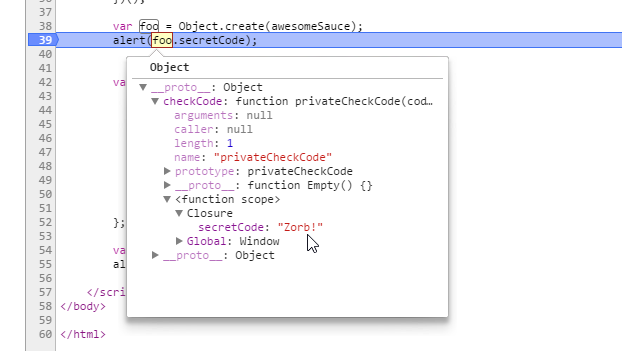 36 })();
37
38 var foo = Object.create(awesomeSauce);
39 alert(foo.secretCode);
40
41
42 va
43
44
45
46
47
48
49
50
51
52 };
53
54 va
55 al
56
57 </scri
58 </body>
59
60 </html>
Object
__proto__: Object
checkCode: function privateCheckCode(cod…
arguments: null
caller: null
length: 1
name: "privateCheckCode"
prototype: privateCheckCode
__proto__: function Empty() {}
<function scope>
Closure
secretCode: "Zorb!"
Global: Window
__proto__: Object